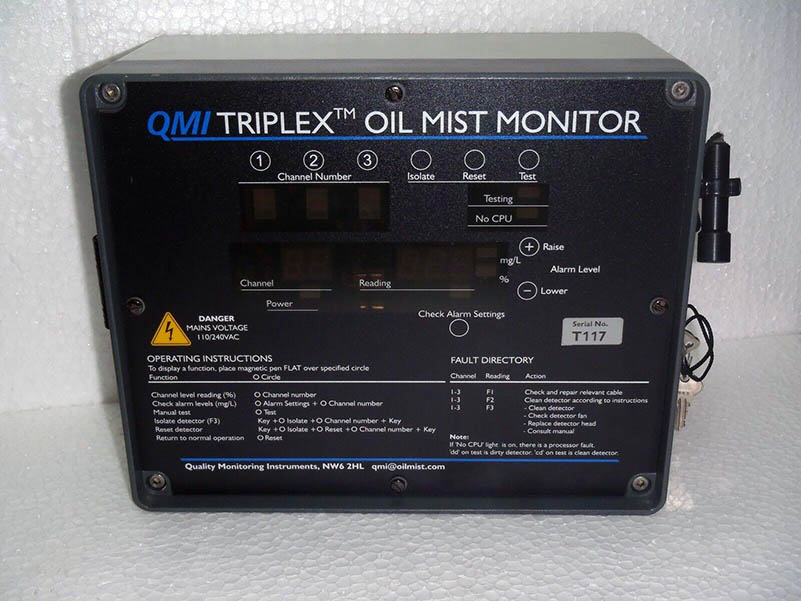 QMI TRIPLEX™ OIL MIST MONITOR
1 2 3
Channel Number
Isolate Reset Test
Testing
No CPU
+ Raise
mg/L
Alarm Level
%
Channel Reading
− Lower
Power
Check Alarm Settings
DANGER
MAINS VOLTAGE
110/240VAC
Serial No.
T117
OPERATING INSTRUCTIONS
To display a function, place magnetic pen FLAT over specified circle
Function O Circle
Channel level reading (%) O Channel number
Check alarm levels (mg/L) O Alarm Settings + O Channel number
Manual test O Test
Isolate detector (F3) Key + O Isolate + O Channel number + Key
Reset detector Key + O Isolate + O Reset + O Channel number + Key
Return to normal operation O Reset
FAULT DIRECTORY
Channel Reading Action
1-3 F1 Check and repair relevant cable
1-3 F2 Clean detector according to instructions
1-3 F3 - Clean detector
- Check detector fan
- Replace detector head
- Consult manual
Note:
If 'No CPU' light is on, there is a processor fault.
'dd' on test is dirty detector. 'cd' on test is clean detector.
Quality Monitoring Instruments, NW6 2HL qmi@oilmist.com